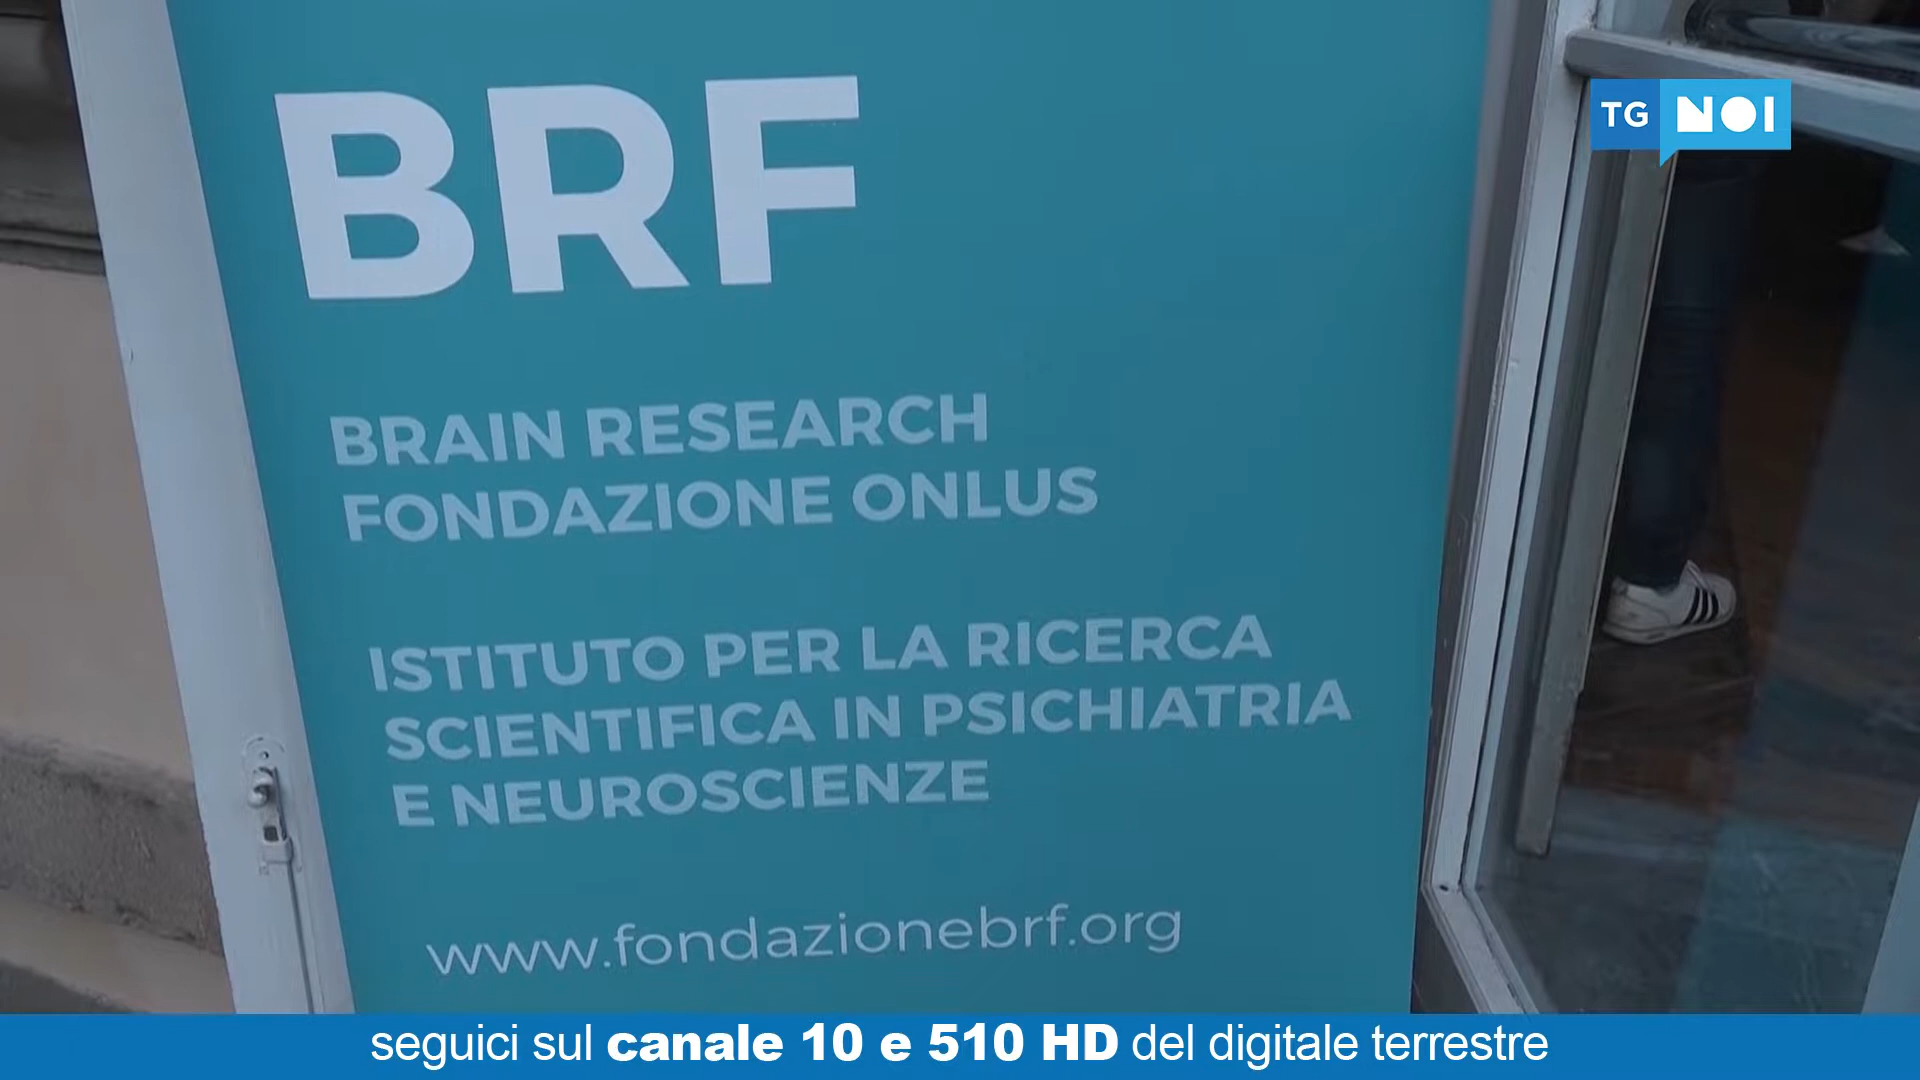 BRF
TG NOI
BRAIN RESEARCH
FONDAZIONE ONLUS
ISTITUTO PER LA RICERCA
SCIENTIFICA IN PSICHIATRIA
E NEUROSCIENZE
www.fondazionebrf.org
seguici sul canale 10 e 510 HD del digitale terrestre